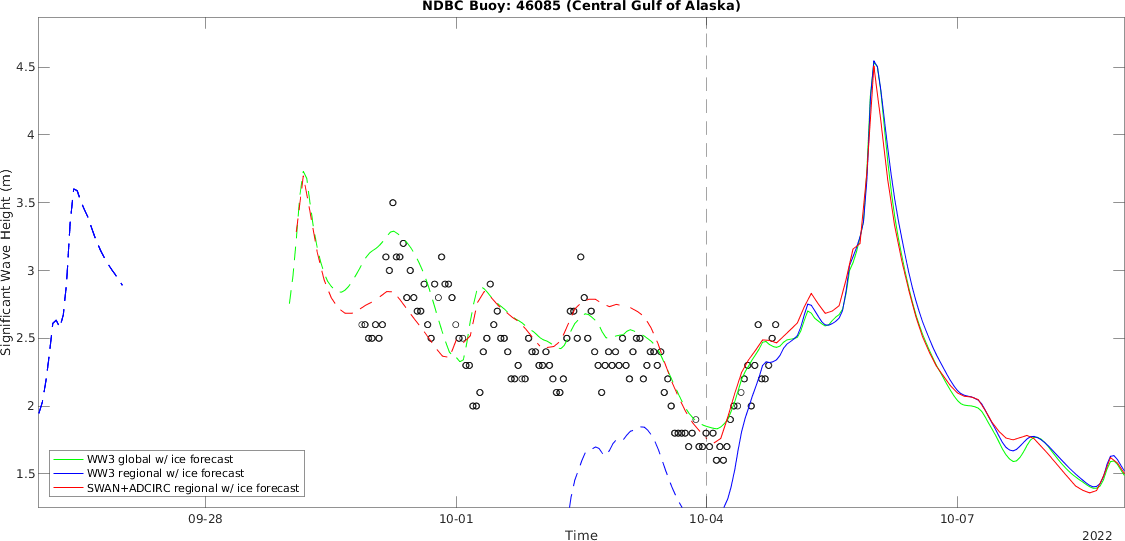 NDBC Buoy: 46085 (Central Gulf of Alaska)
Significant Wave Height (m)
4.5
4
3.5
3
2.5
2
1.5
WW3 global w/ ice forecast
WW3 regional w/ ice forecast
SWAN+ADCIRC regional w/ ice forecast
09-28
10-01
10-04
10-07
Time
2022